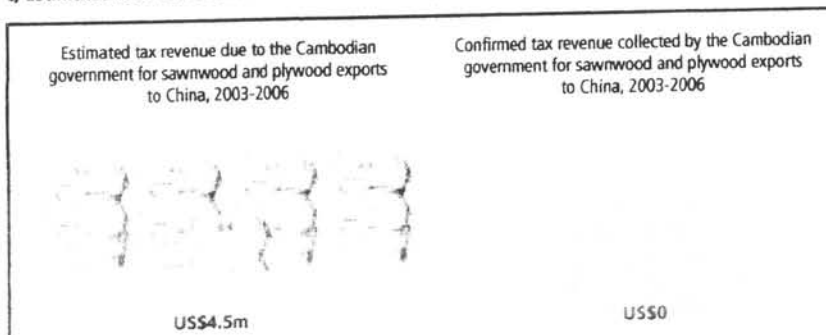 Estimated tax revenue due to the Cambodian
government for sawnwood and plywood exports
to China, 2003-2006
Confirmed tax revenue collected by the Cambodian
government for sawnwood and plywood exports
to China, 2003-2006
US$4.5m
US$0